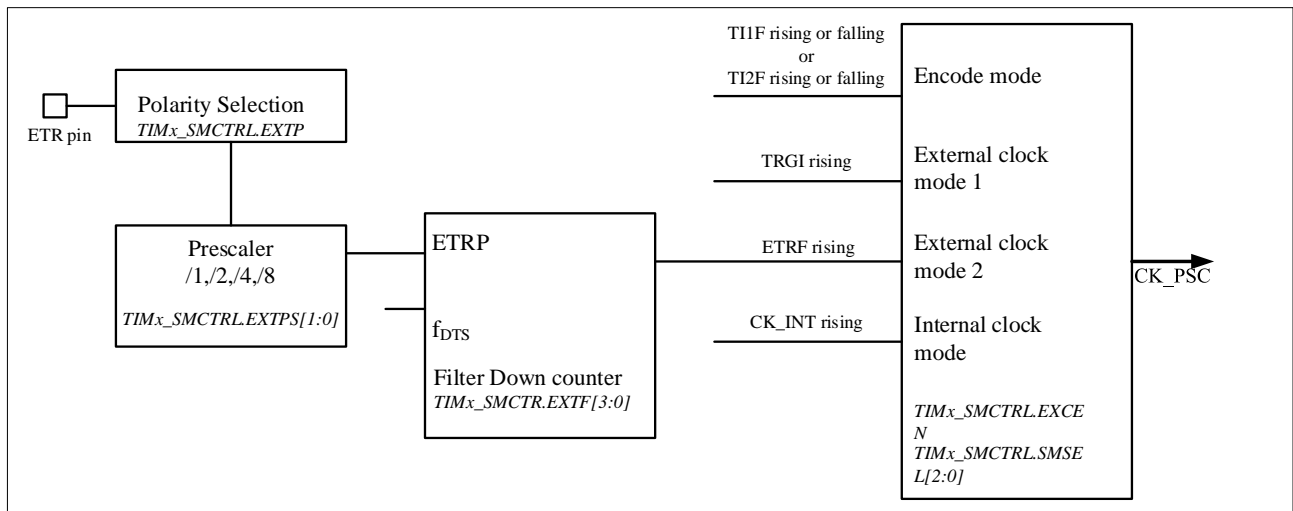 ETR pin
Polarity Selection
TIMx_SMCTRL.EXTP
Prescaler
/1,/2,/4,/8
TIMx_SMCTRL.EXTPS[1:0]
ETRP
fDTS
Filter Down counter
TIMx_SMCTR.EXTF[3:0]
TI1F rising or falling
or
TI2F rising or falling
TRGI rising
ETRF rising
CK_INT rising
Encode mode
External clock
mode 1
External clock
mode 2
Internal clock
mode
TIMx_SMCTRL.EXCE
N
TIMx_SMCTRL.SMSE
L[2:0]
CK_PSC